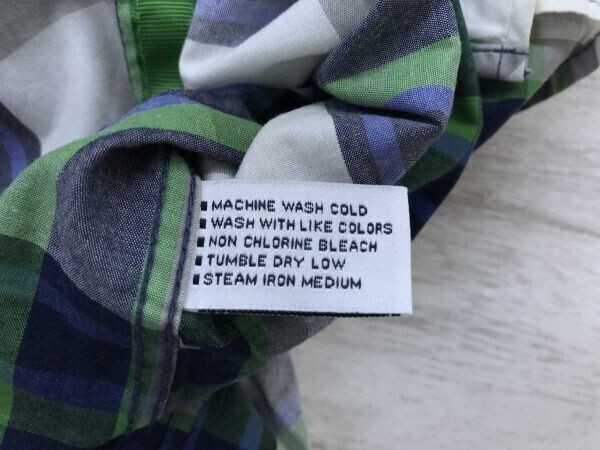 ▪ MACHINE WASH COLD
▪ WASH WITH LIKE COLORS
▪ NON CHLORINE BLEACH
▪ TUMBLE DRY LOW
▪ STEAM IRON MEDIUM